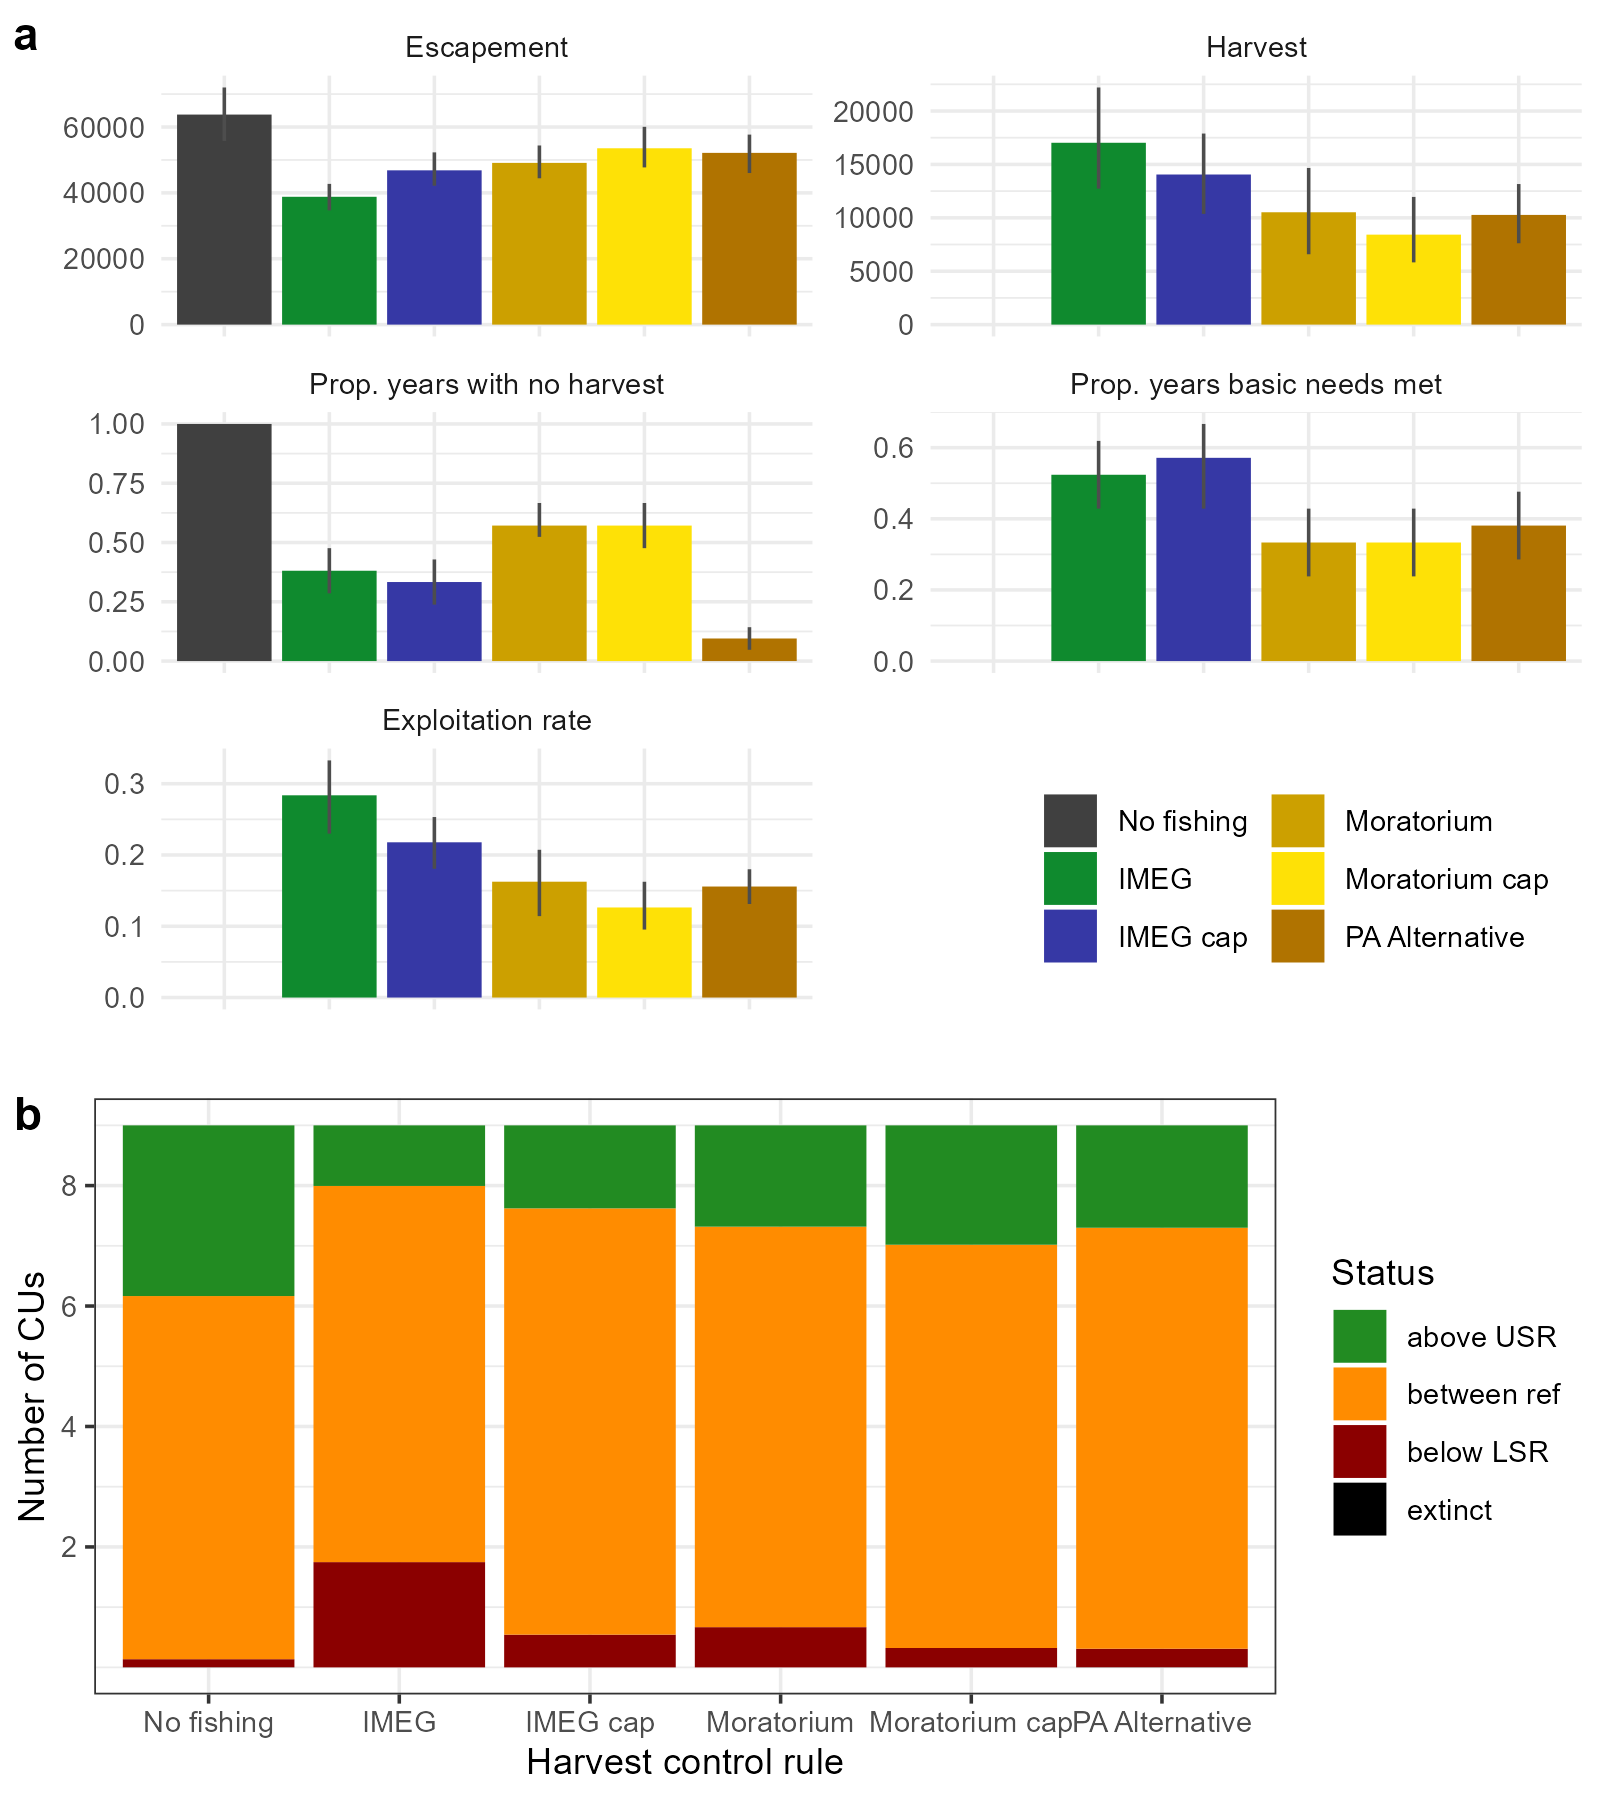 a
Escapement
Harvest
60000
40000
20000
0
20000
15000
10000
5000
0
Prop. years with no harvest
Prop. years basic needs met
1.00
0.75
0.50
0.25
0.00
0.6
0.4
0.2
0.0
Exploitation rate
0.3
0.2
0.1
0.0
No fishing
IMEG
IMEG cap
Moratorium
Moratorium cap
PA Alternative
b
Number of CUs
8
6
4
2
No fishing
IMEG
IMEG cap
Moratorium
Moratorium cap
PA Alternative
Harvest control rule
Status
above USR
between ref
below LSR
extinct